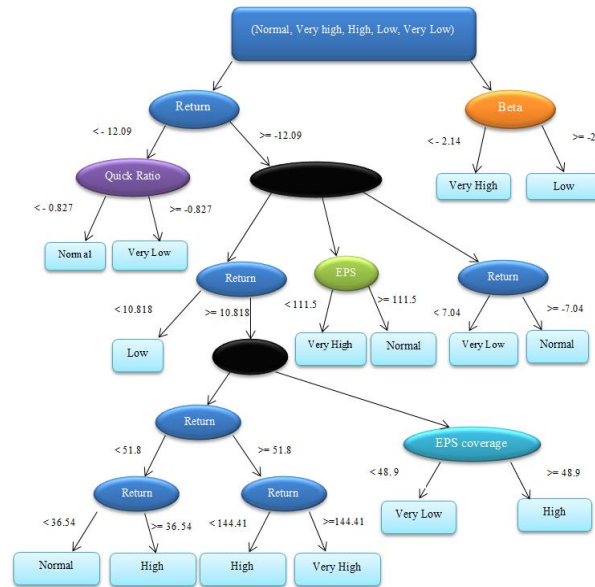 (Normal, Very high, High, Low, Very Low)
Return
Beta
< - 12.09
>= -12.09
< - 2.14
>= -2
Quick Ratio
Very High
Low
< - 0.827
>= -0.827
Normal
Very Low
Return
EPS
Return
< 10.818
>= 10.818
< 111.5
>= 111.5
< 7.04
>= -7.04
Low
Very High
Normal
Very Low
Normal
Return
EPS coverage
< 51.8
>= 51.8
< 48.9
>= 48.9
Return
Return
Very Low
High
< 36.54
>= 36.54
< 144.41
>=144.41
Normal
High
High
Very High